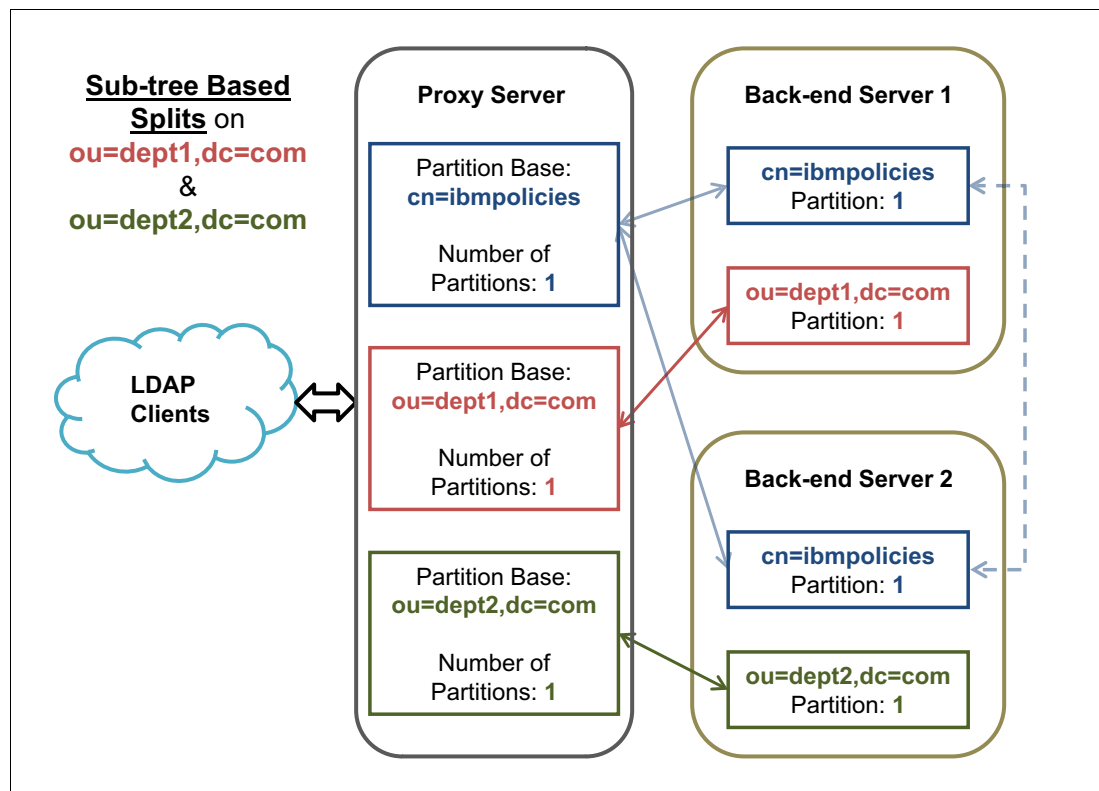 Sub-tree Based
Splits on
ou=dept1,dc=com
&
ou=dept2,dc=com
LDAP
Clients
Proxy Server
Partition Base:
cn=ibmpolicies
Number of
Partitions: 1
Partition Base:
ou=dept1,dc=com
Number of
Partitions: 1
Partition Base:
ou=dept2,dc=com
Number of
Partitions: 1
Back-end Server 1
cn=ibmpolicies
Partition: 1
ou=dept1,dc=com
Partition: 1
Back-end Server 2
cn=ibmpolicies
Partition: 1
ou=dept2,dc=com
Partition: 1